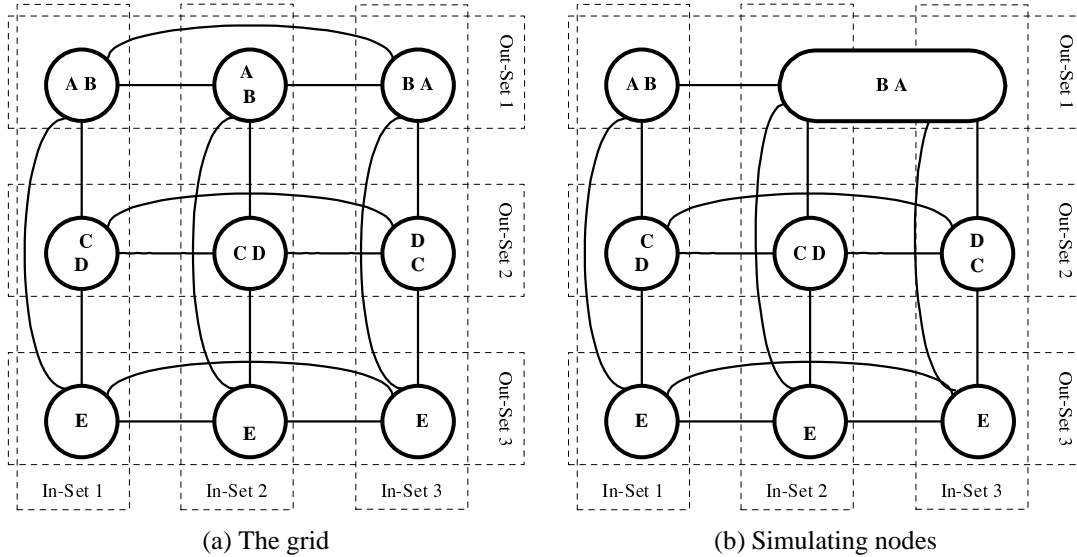 Out-Set 1
A B
A
B
B A
Out-Set 2
C
D
C D
D
C
Out-Set 3
E
E
E
In-Set 1
In-Set 2
In-Set 3
(a) The grid
Out-Set 1
A B
B A
Out-Set 2
C
D
C D
D
C
Out-Set 3
E
E
E
In-Set 1
In-Set 2
In-Set 3
(b) Simulating nodes